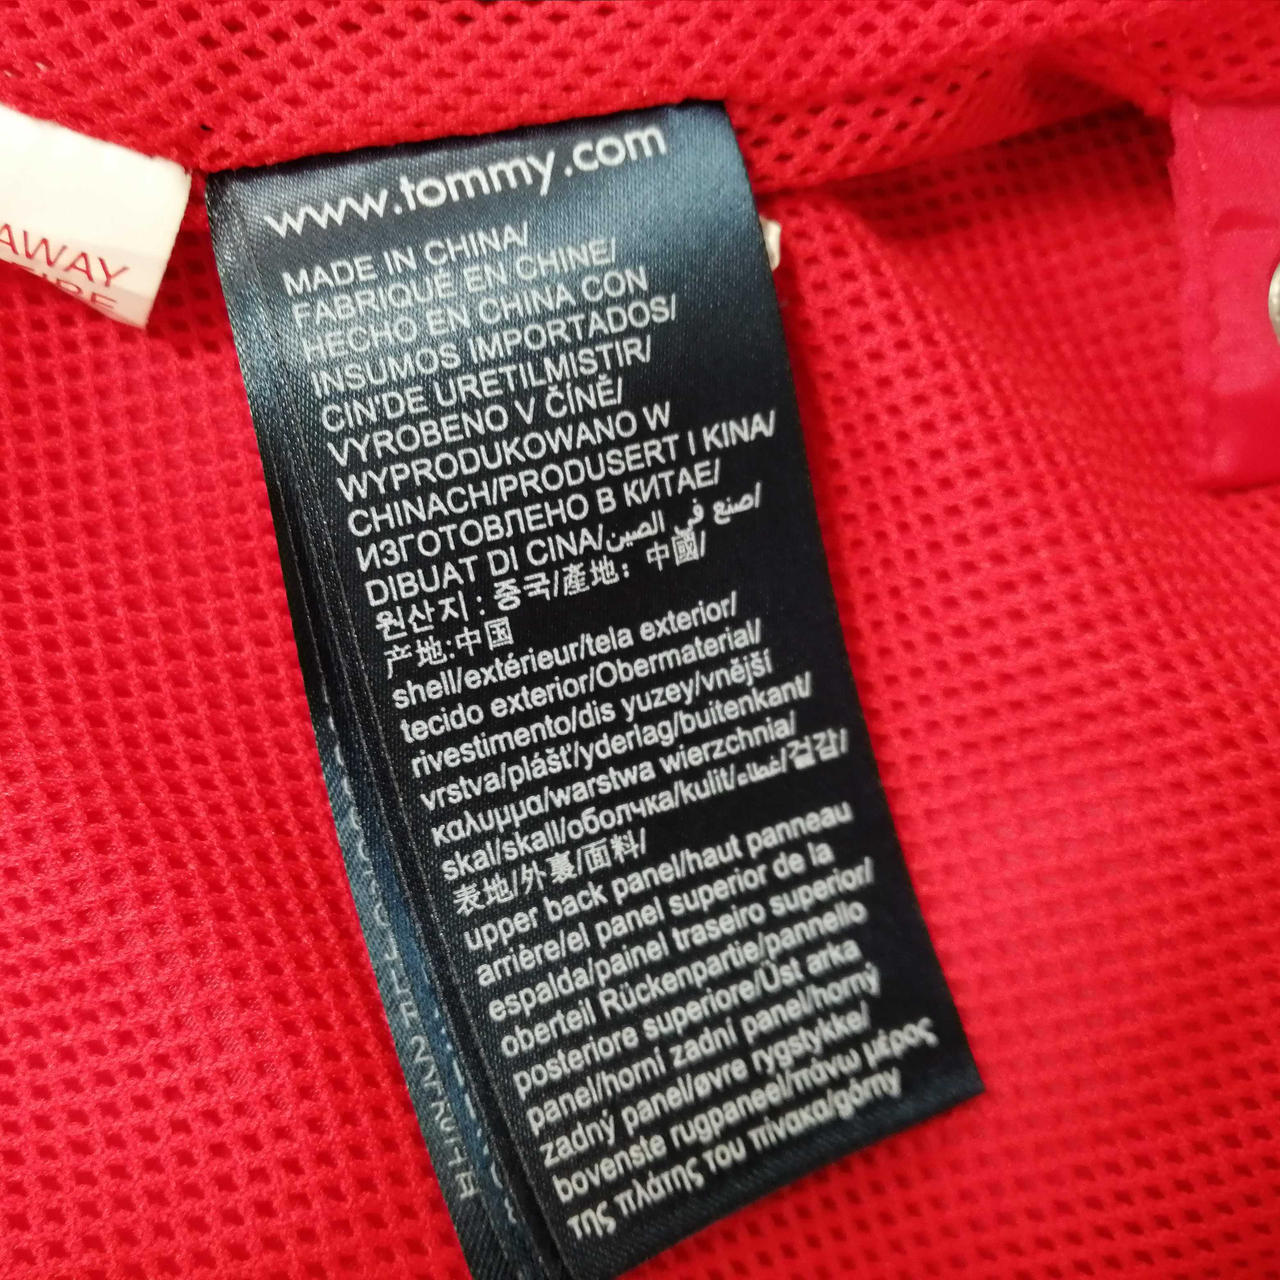 AWAY
www.tommy.com
MADE IN CHINA/
FABRIQUÉ EN CHINE/
HECHO EN CHINA CON
INSUMOS IMPORTADOS/
CIN'DE URETILMISTIR/
VYROBENO V ČÍNĚ/
WYPRODUKOWANO W
CHINACH/PRODUSERT I KINA/
ИЗГОТОВЛЕНО В КИТАЕ/
DIBUAT DI CINA/صنع في الصين/
원산지 : 중국/產地: 中國/
产地:中国
shell/extérieur/tela exterior/
tecido exterior/Obermaterial/
rivestimento/dis yuzey/vnější
vrstva/plášť/yderlag/buitenkant/
καλυμμα/warstwa wierzchnia/
skal/skall/оболчка/kulit/غطاء/겉감/
表地/外裏/面料/
upper back panel/haut panneau
arrière/el panel superior de la
espalda/painel traseiro superior/
oberteil Rückenpartie/pannello
posteriore superiore/Üst arka
panel/horní zadní panel/horný
zadný panel/øvre rygstykke/
bovenste rugpaneel/πάνω μέρος
της πλάτης του πίνακα/górny